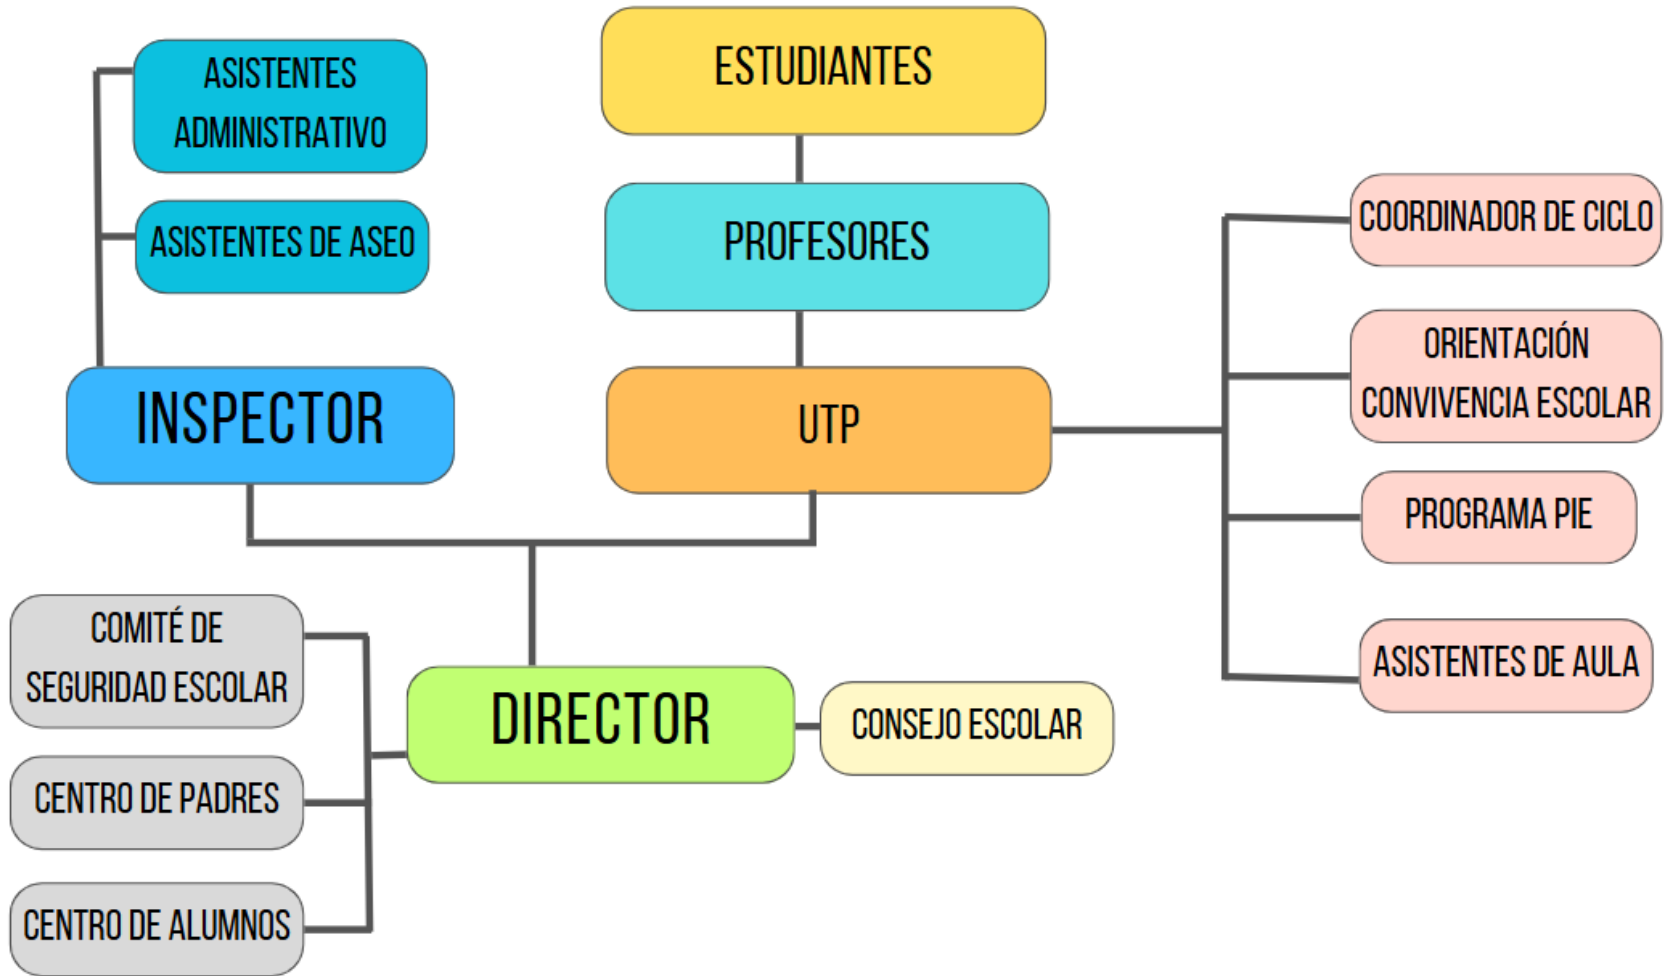 ASISTENTES
ADMINISTRATIVO
ASISTENTES DE ASEO
INSPECTOR
ESTUDIANTES
PROFESORES
UTP
COORDINADOR DE CICLO
ORIENTACIÓN
CONVIVENCIA ESCOLAR
PROGRAMA PIE
ASISTENTES DE AULA
COMITÉ DE
SEGURIDAD ESCOLAR
CENTRO DE PADRES
CENTRO DE ALUMNOS
DIRECTOR
CONSEJO ESCOLAR